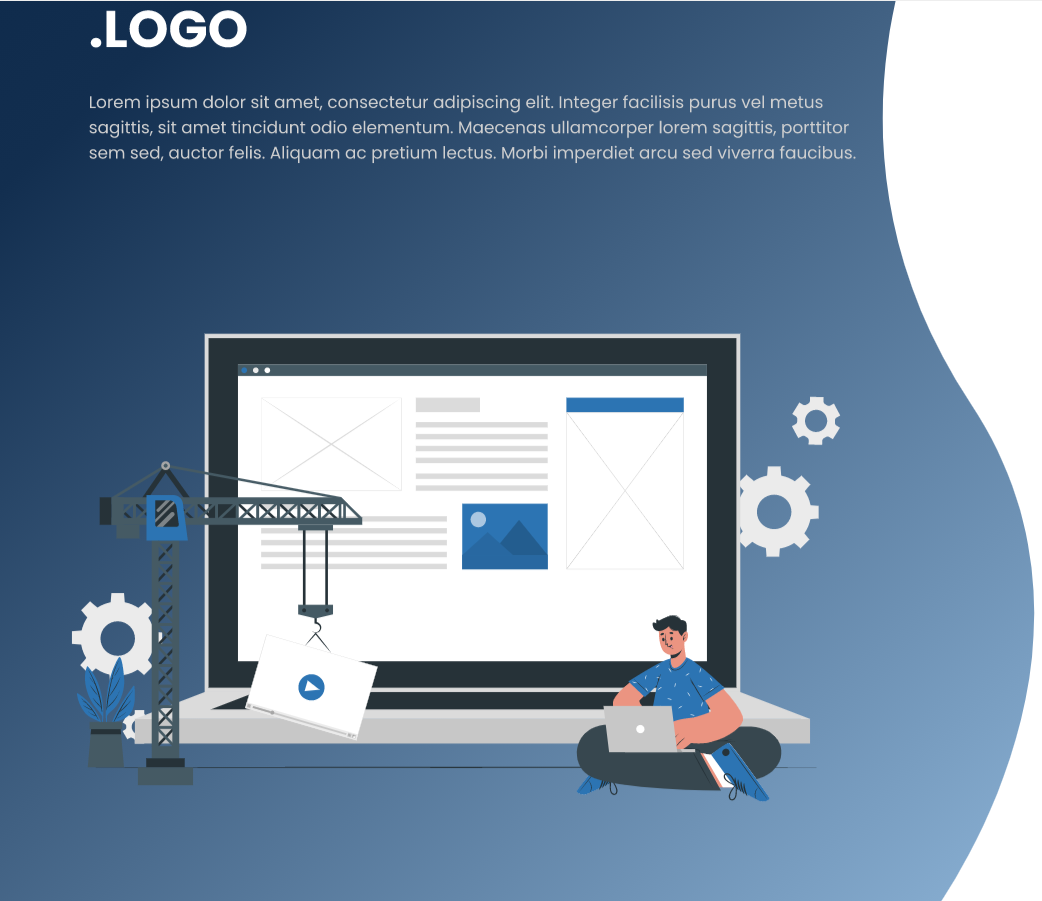 .LOGO
Lorem ipsum dolor sit amet, consectetur adipiscing elit. Integer facilisis purus vel metus
sagittis, sit amet tincidunt odio elementum. Maecenas ullamcorper lorem sagittis, porttitor
sem sed, auctor felis. Aliquam ac pretium lectus. Morbi imperdiet arcu sed viverra faucibus.